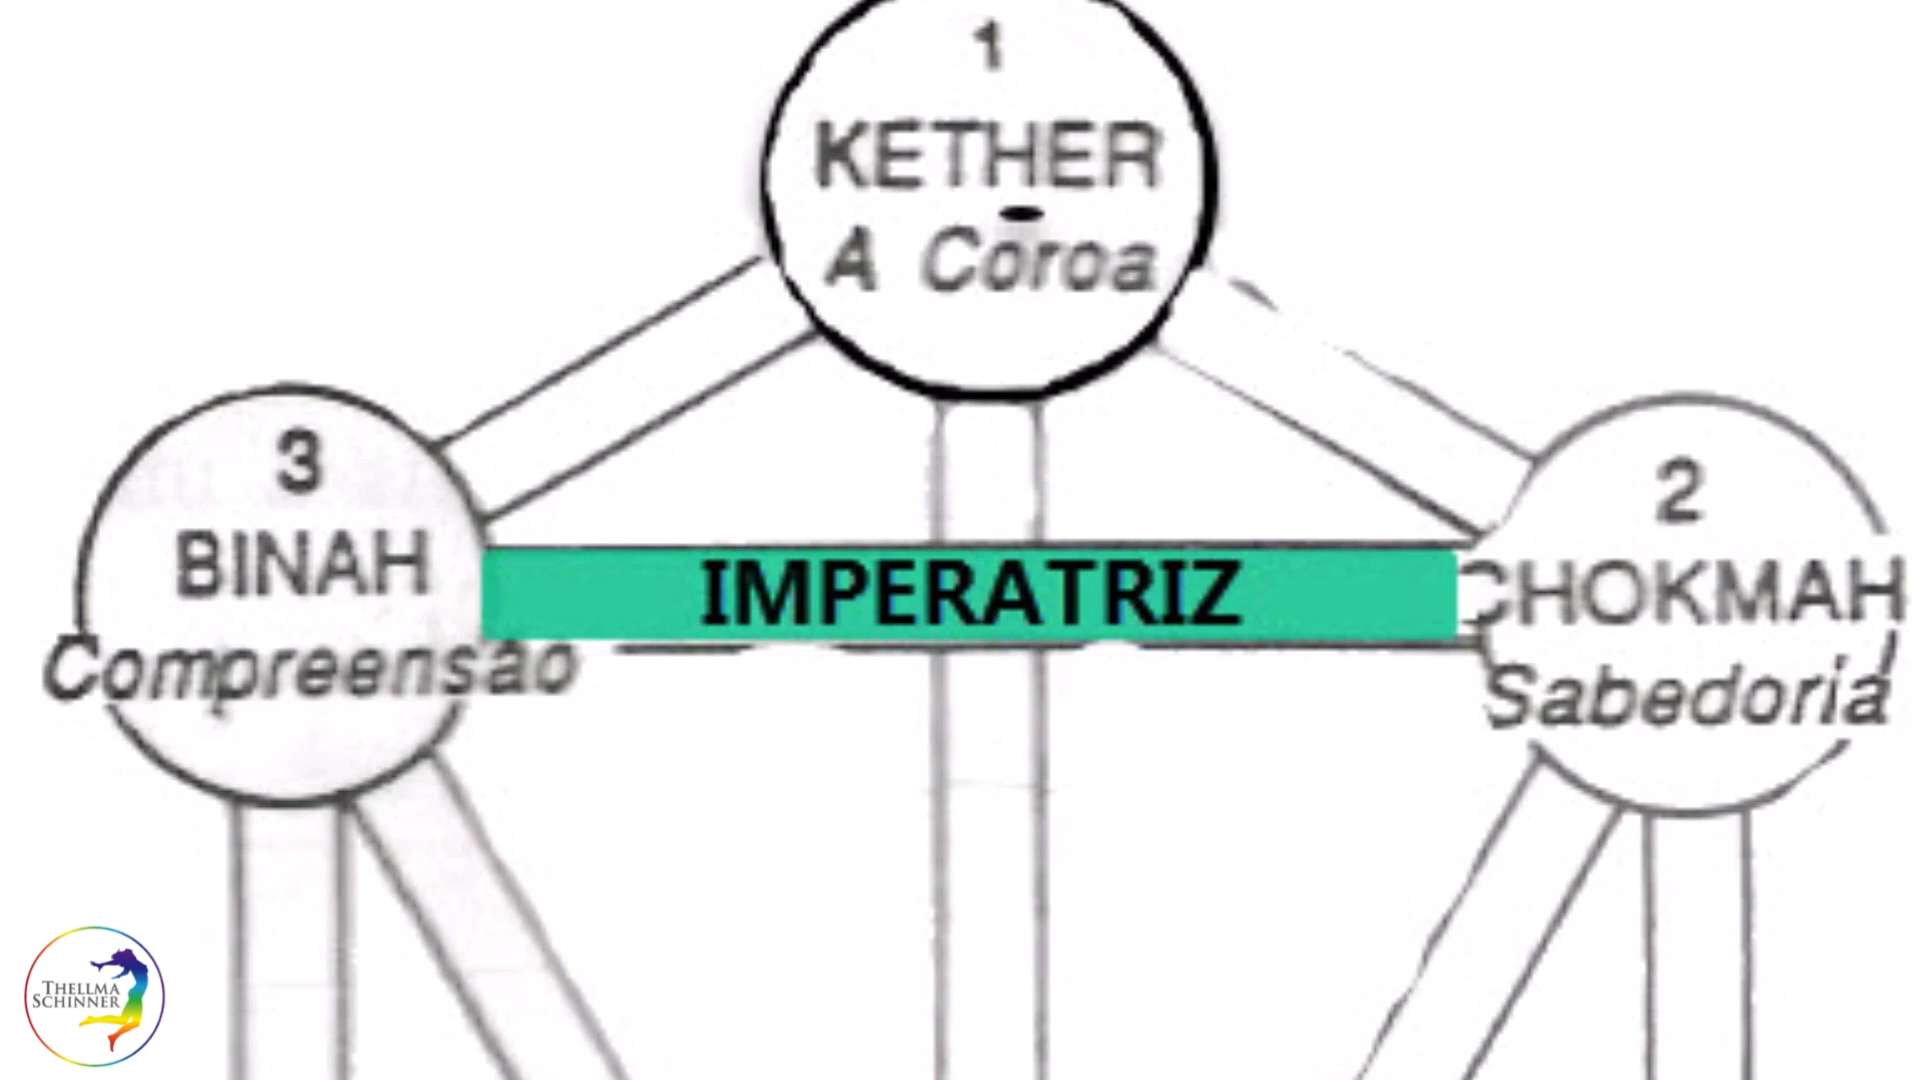 1
KETHER
A Coroa
3
BINAH
Compreensão
IMPERATRIZ
2
CHOKMAH
Sabedoria
THELLMA
SCHINNER